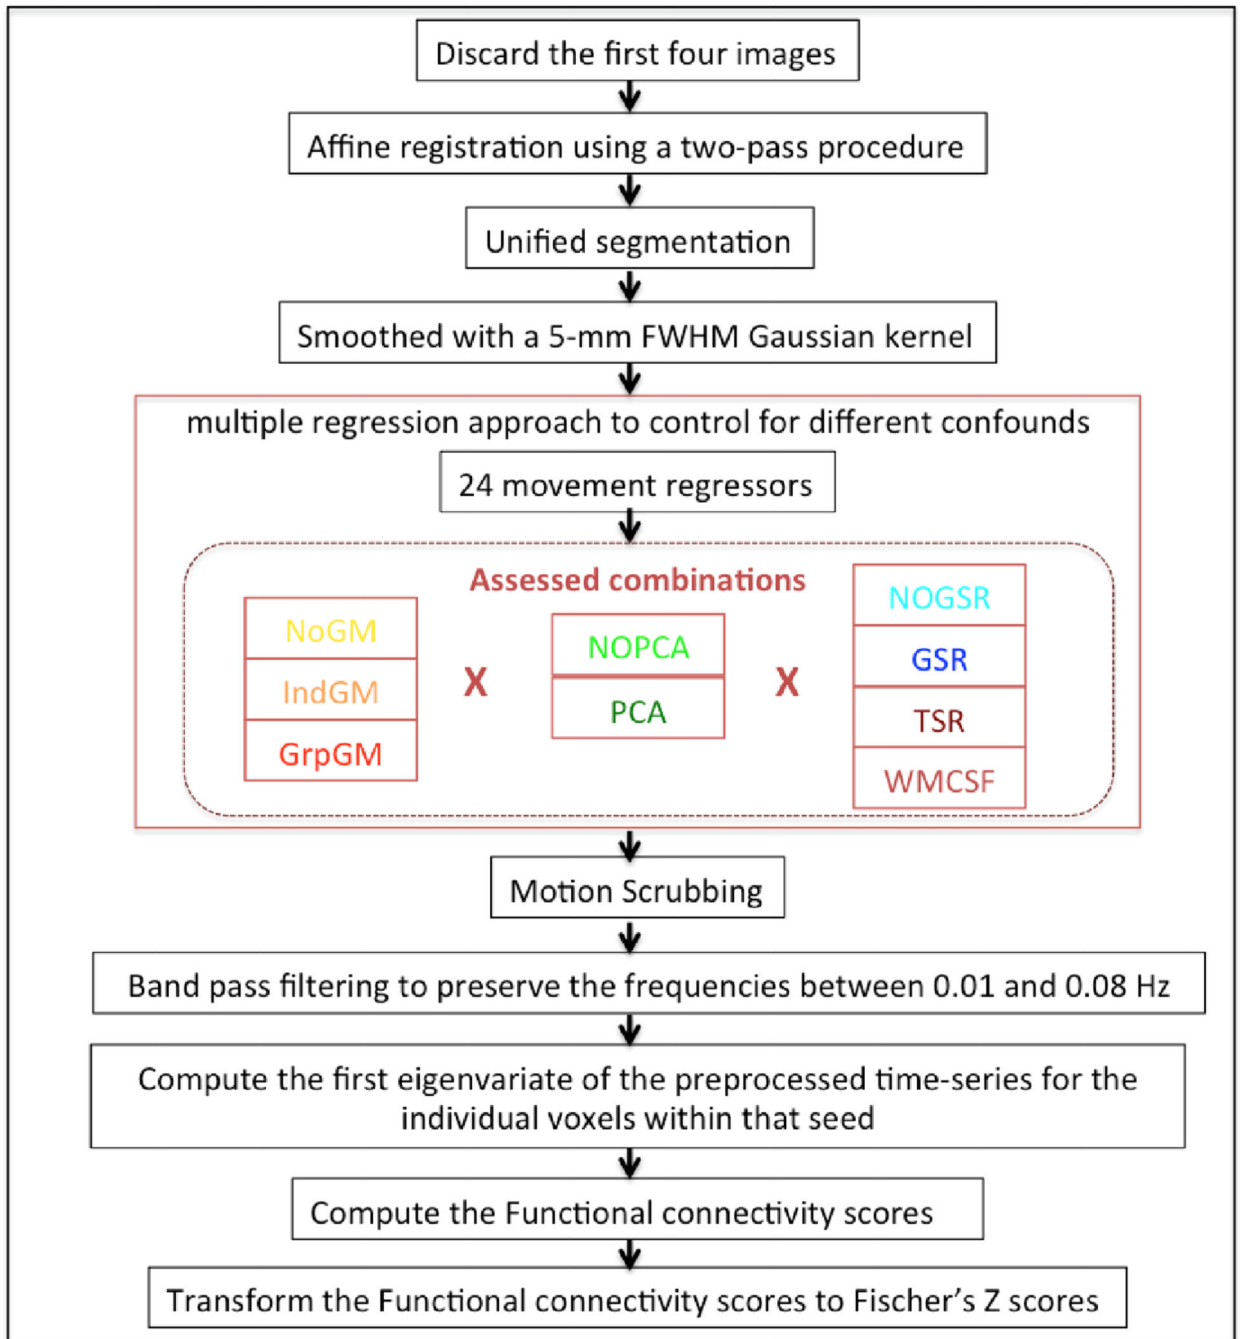 Discard the first four images
Affine registration using a two-pass procedure
Unified segmentation
Smoothed with a 5-mm FWHM Gaussian kernel
multiple regression approach to control for different confounds
24 movement regressors
Assessed combinations
NoGM
IndGM
GrpGM
X
NOPCA
PCA
X
NOGSR
GSR
TSR
WMCSF
Motion Scrubbing
Band pass filtering to preserve the frequencies between 0.01 and 0.08 Hz
Compute the first eigenvariate of the preprocessed time-series for the
individual voxels within that seed
Compute the Functional connectivity scores
Transform the Functional connectivity scores to Fischer's Z scores